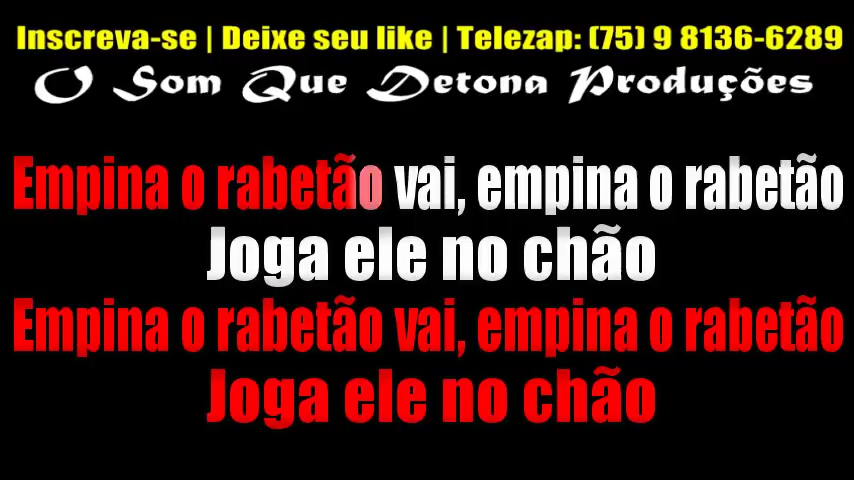 Inscreva-se | Deixe seu like | Telezap: (75) 9 8136-6289
O Som Que Detona Produções
Empina o rabetão vai, empina o rabetão
Joga ele no chão
Empina o rabetão vai, empina o rabetão
Joga ele no chão